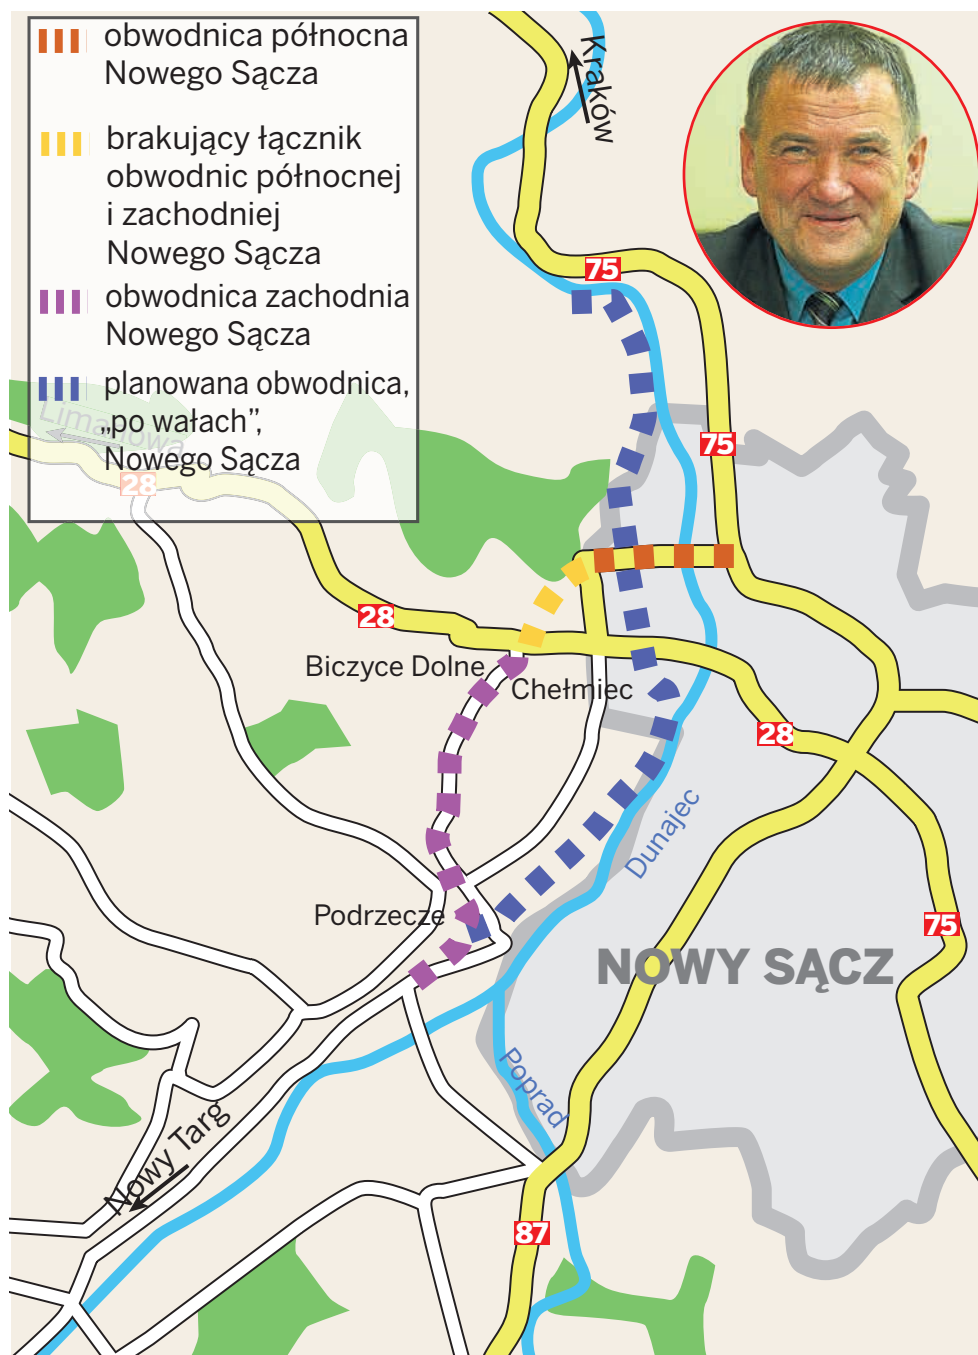 obwodnica północna
Nowego Sącza
brakujący łącznik
obwodnic północnej
i zachodniej
Nowego Sącza
obwodnica zachodnia
Nowego Sącza
planowana obwodnica,
„po wałach”,
Nowego Sącza
Kraków
75
Limanowa
28
75
28
Biczyce Dolne
Chełmiec
28
Dunajec
Podrzecze
75
NOWY SĄCZ
Poprad
Nowy Targ
87